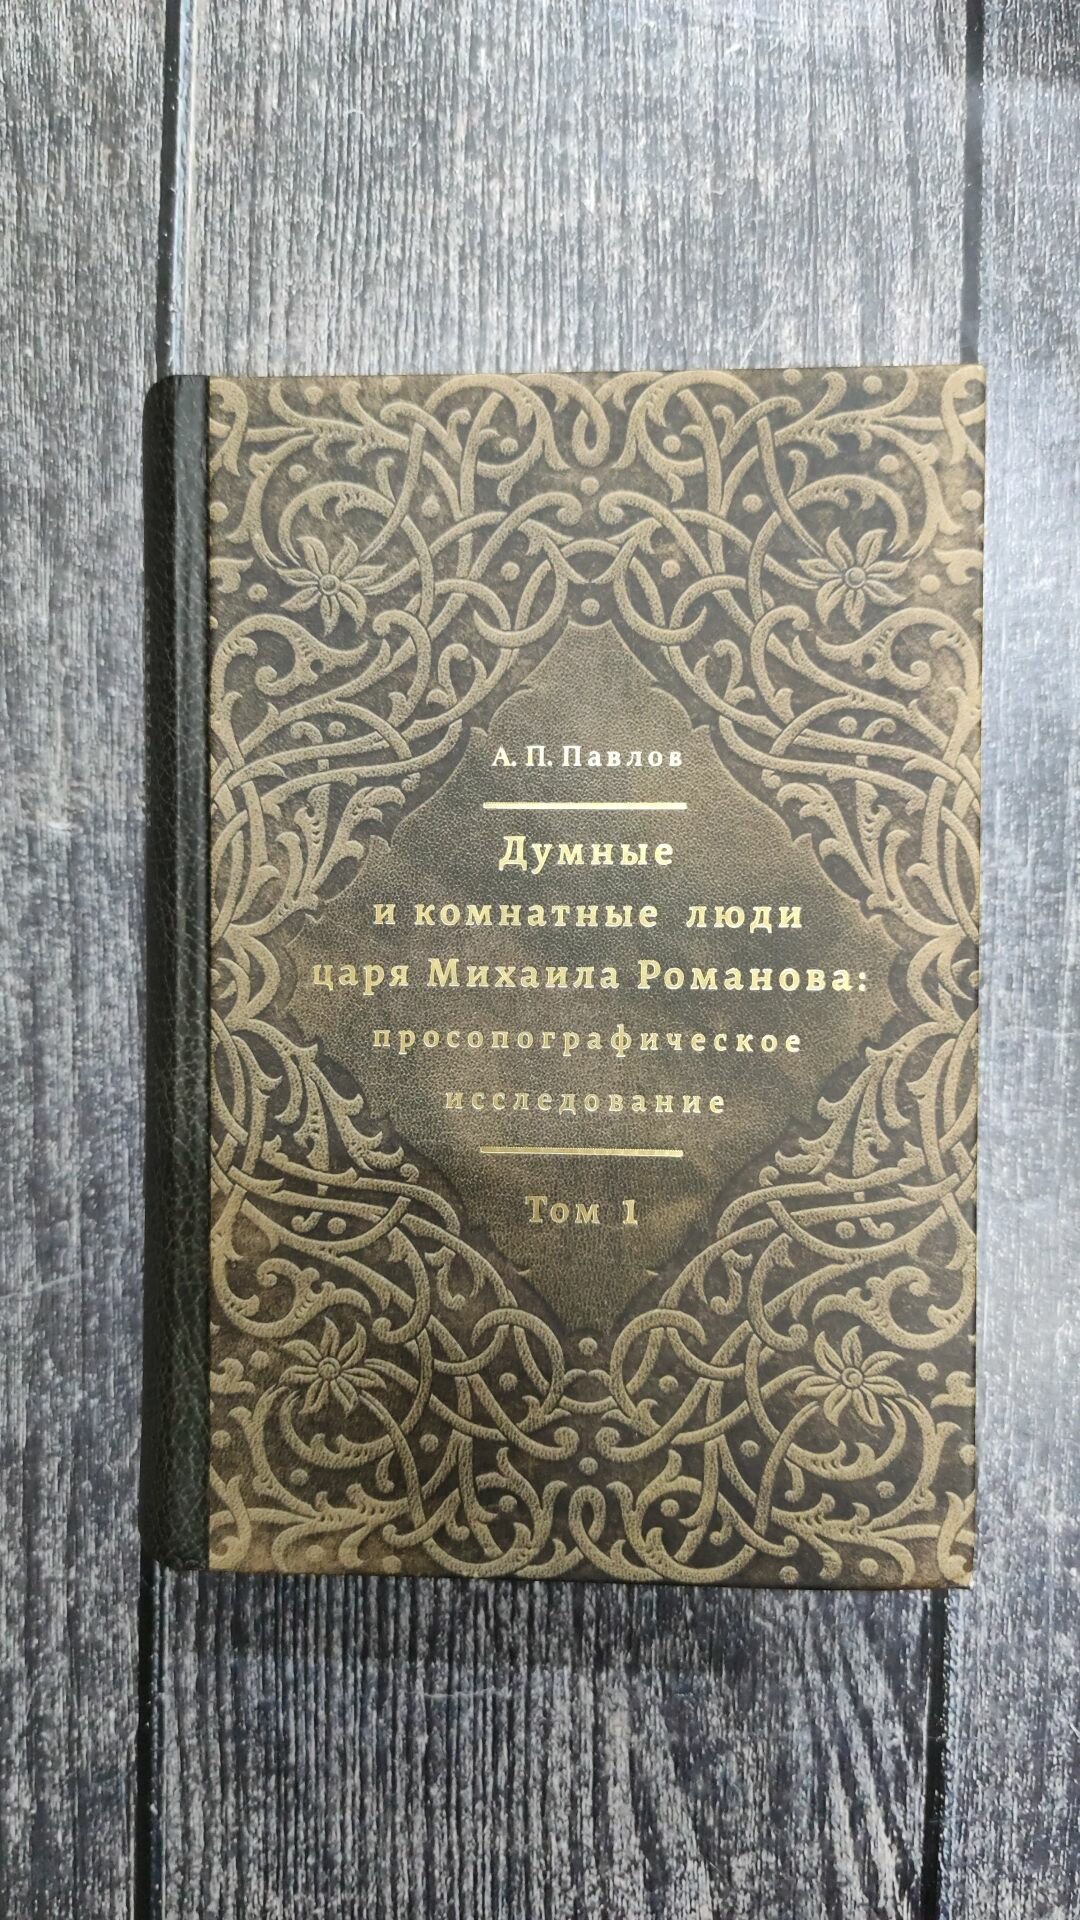 А. П. Павлов
Думные
и комнатные люди
царя Михаила Романова:
просопографическое
исследование
Том 1